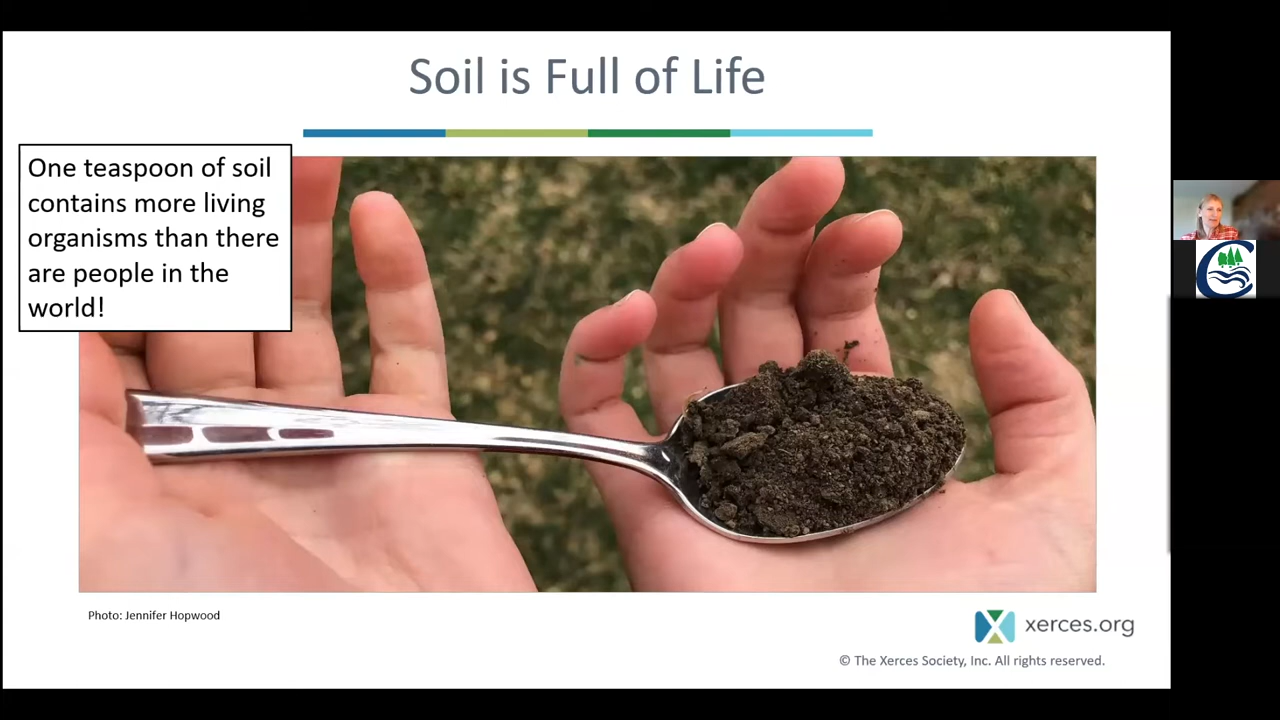 Soil is Full of Life
One teaspoon of soil
contains more living
organisms than there
are people in the
world!
Photo: Jennifer Hopwood
xerces.org
© The Xerces Society, Inc. All rights reserved.